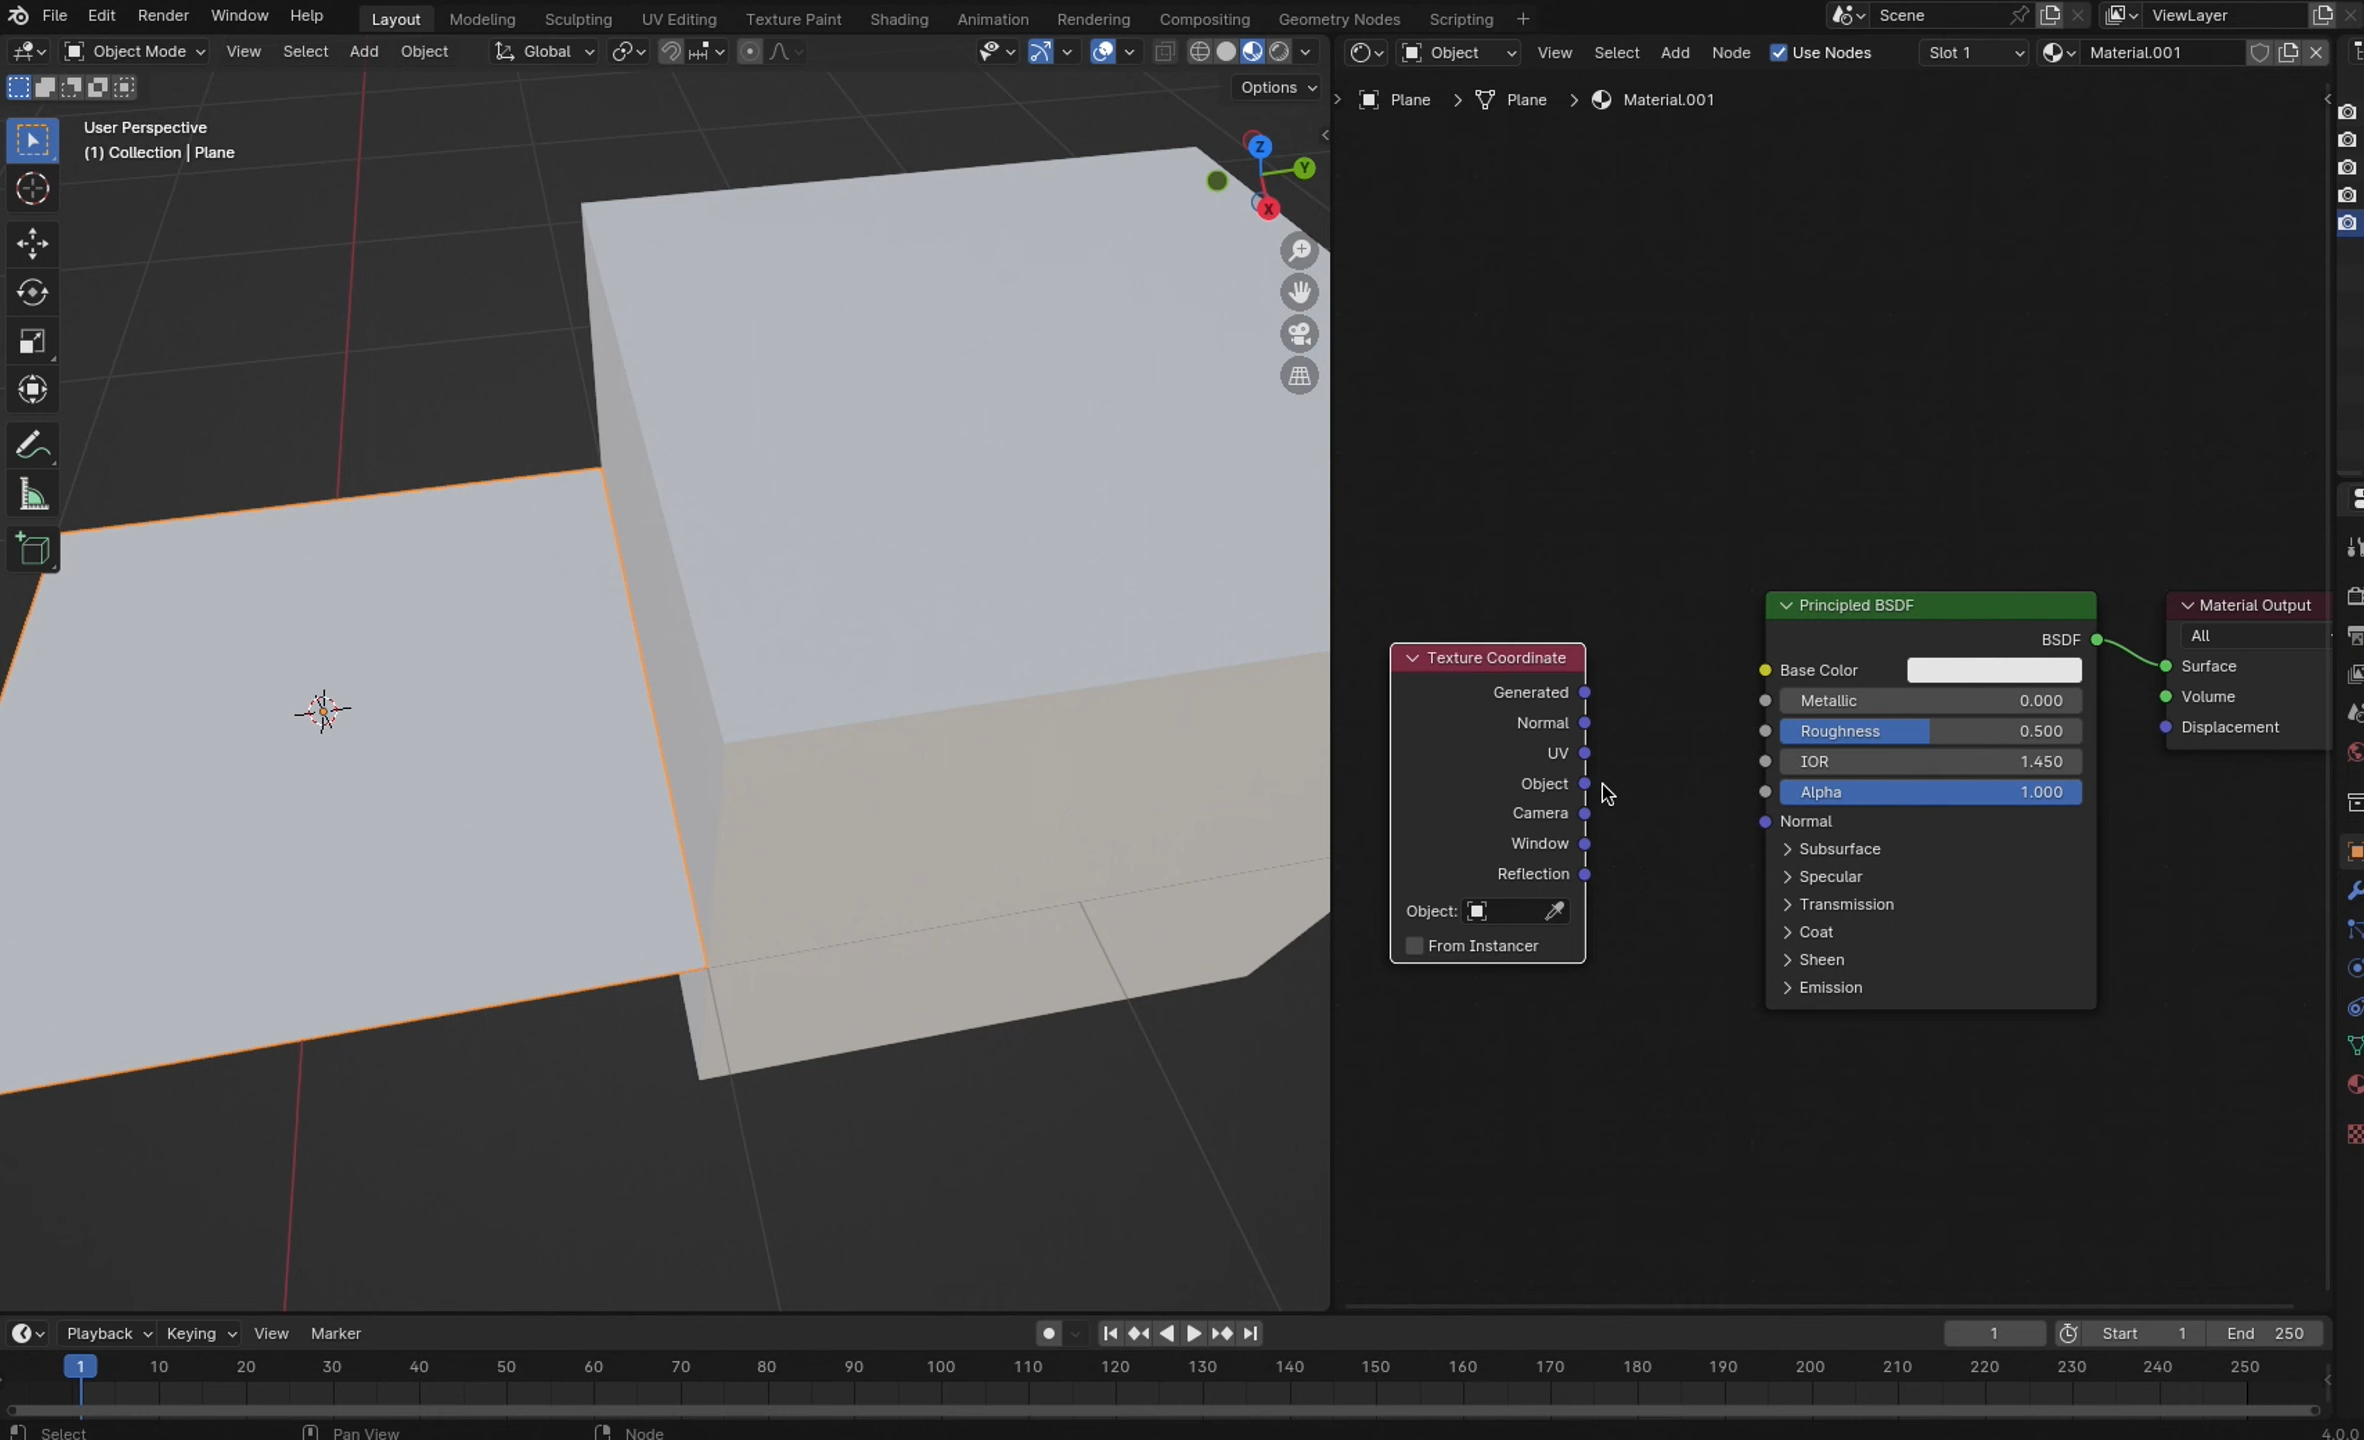 File Edit Render Window Help Layout Modeling Sculpting UV Editing Texture Paint Shading Animation Rendering Compositing Geometry Nodes Scripting + Scene ViewLayer
Object Mode View Select Add Object Global Object View Select Add Node Use Nodes Slot 1 Material.001
Options
Plane > Plane > Material.001
User Perspective
(1) Collection | Plane
Z
Y
X
Texture Coordinate
Generated
Normal
UV
Object
Camera
Window
Reflection
Object:
From Instancer
Principled BSDF
BSDF
Base Color
Metallic 0.000
Roughness 0.500
IOR 1.450
Alpha 1.000
Normal
Subsurface
Specular
Transmission
Coat
Sheen
Emission
Material Output
All
Surface
Volume
Displacement
Playback Keying View Marker 1 Start 1 End 250
1 10 20 30 40 50 60 70 80 90 100 110 120 130 140 150 160 170 180 190 200 210 220 230 240 250
Select Pan View Node 4.0.0